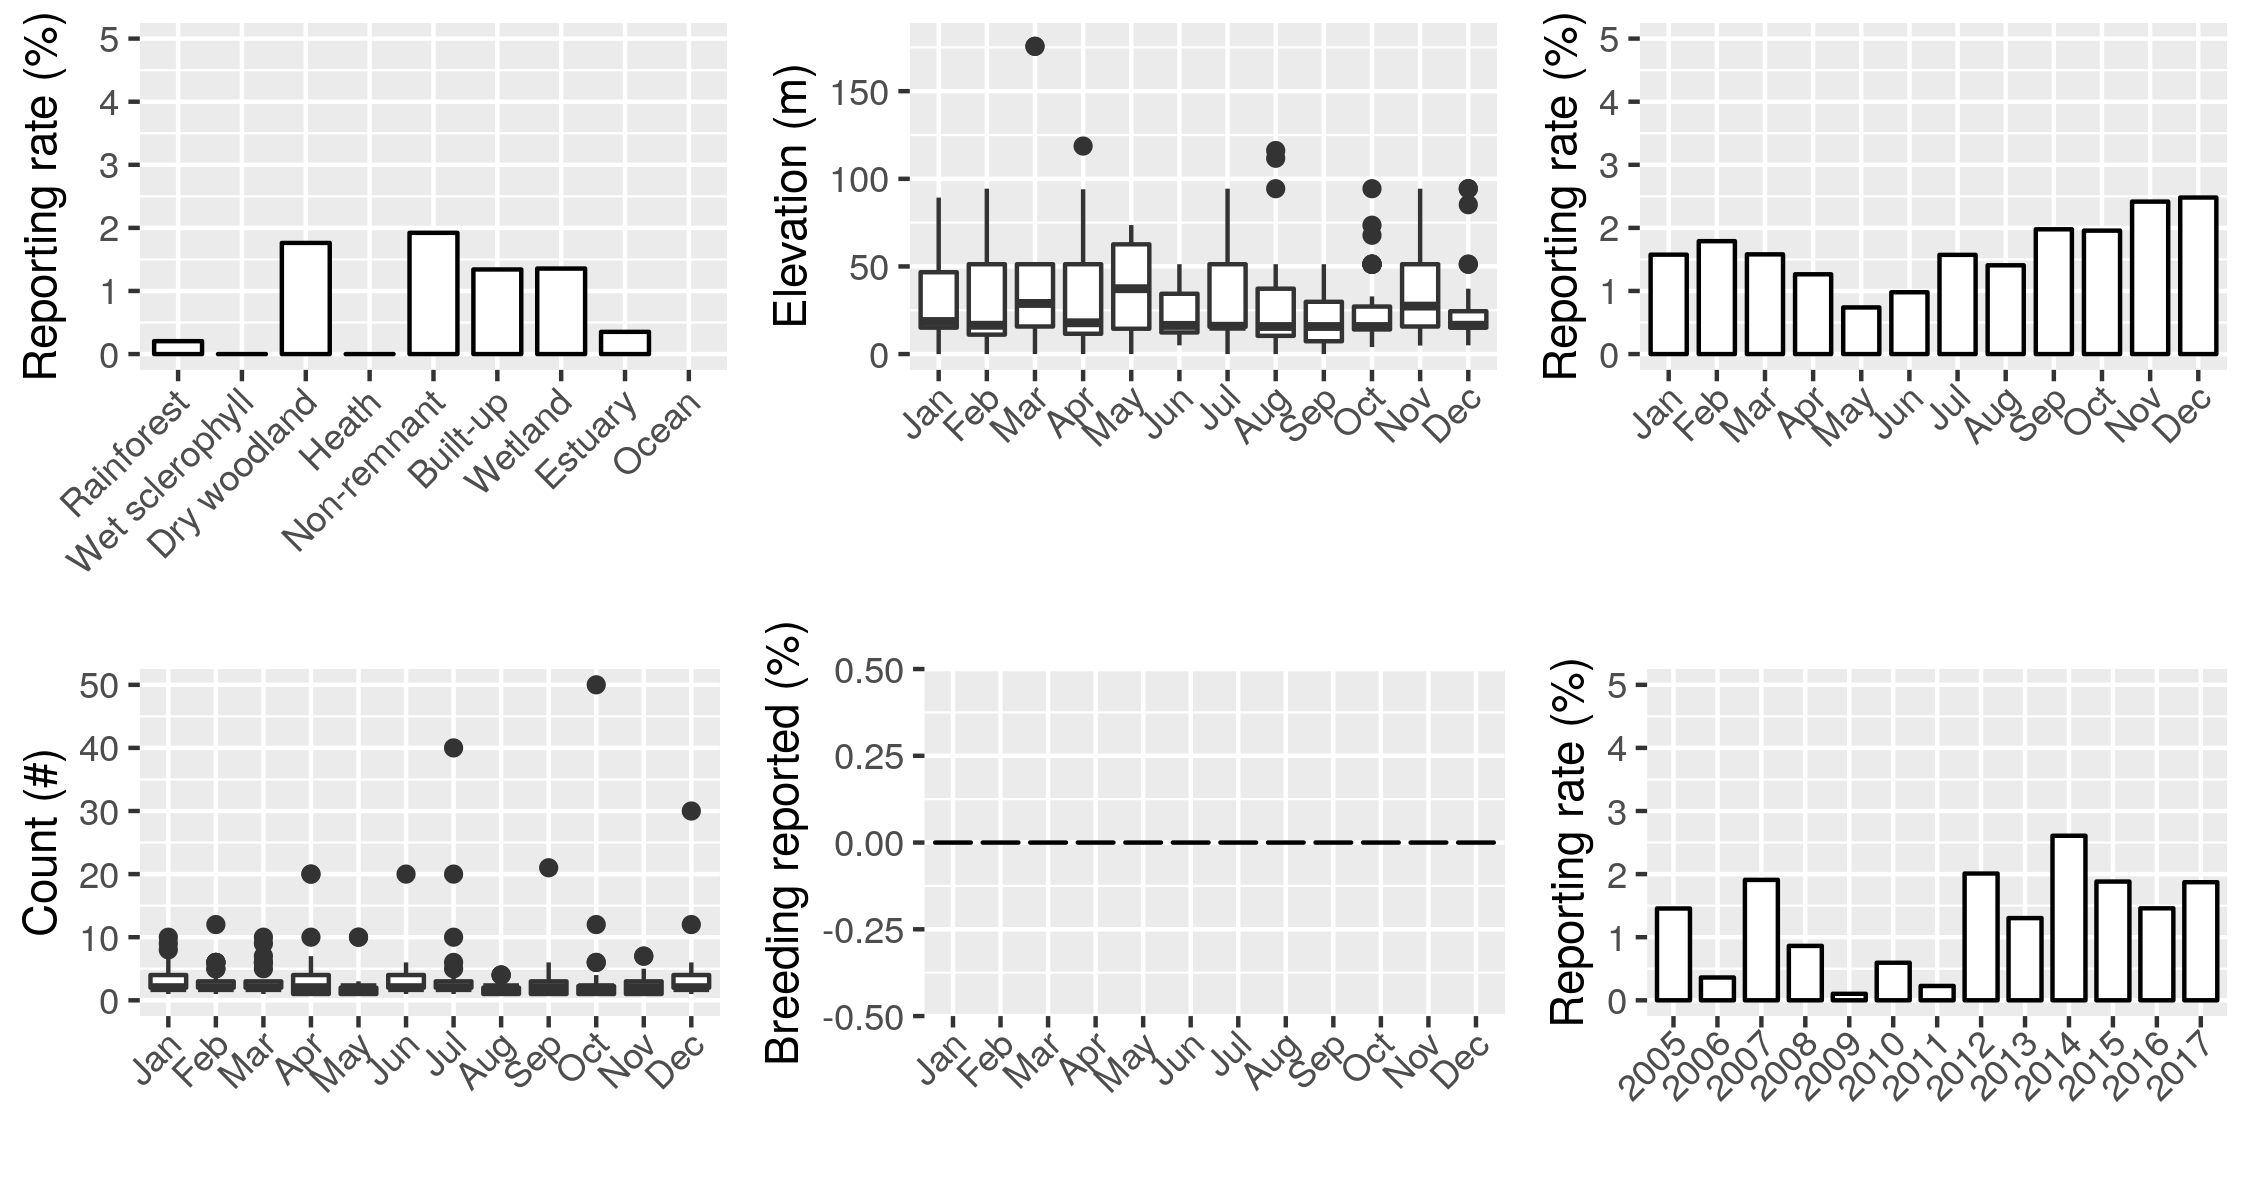 Reporting rate (%)
5
4
3
2
1
0
Rainforest
Wet sclerophyll
Dry woodland
Heath
Non-remnant
Built-up
Wetland
Estuary
Ocean
Elevation (m)
150
100
50
0
Jan Feb Mar Apr May Jun Jul Aug Sep Oct Nov Dec
Reporting rate (%)
5
4
3
2
1
0
Jan Feb Mar Apr May Jun Jul Aug Sep Oct Nov Dec
Count (#)
50
40
30
20
10
0
Jan Feb Mar Apr May Jun Jul Aug Sep Oct Nov Dec
Breeding reported (%)
0.50
0.25
0.00
-0.25
-0.50
Jan Feb Mar Apr May Jun Jul Aug Sep Oct Nov Dec
Reporting rate (%)
5
4
3
2
1
0
2005 2006 2007 2008 2009 2010 2011 2012 2013 2014 2015 2016 2017